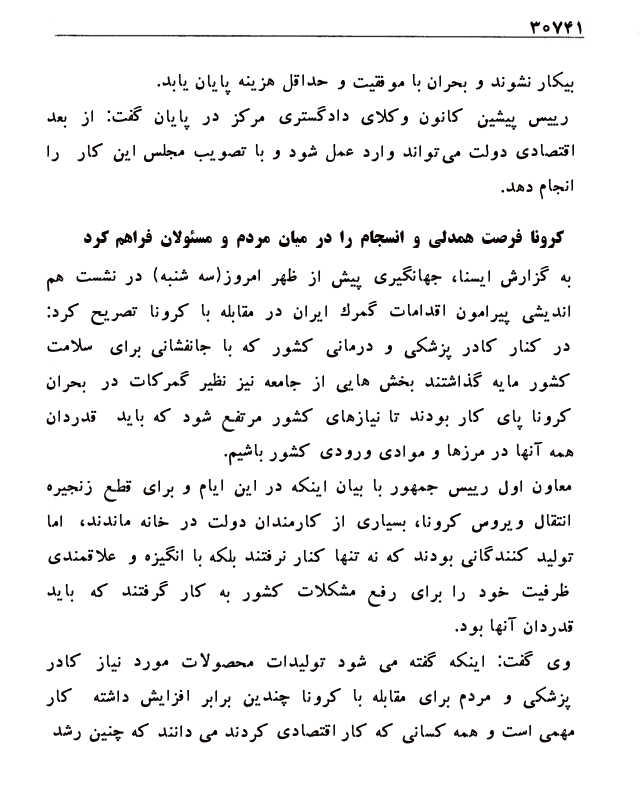 ۳۰۷۴۱
بیکار نشوند و بحران با موفقیت و حداقل هزینه پایان یابد.
رییس پیشین کانون وکلای دادگستری مرکز در پایان گفت: از بعد
اقتصادی دولت می‌تواند وارد عمل شود و با تصویب مجلس این کار را
انجام دهد.
کرونا فرصت همدلی و انسجام را در میان مردم و مسئولان فراهم کرد
به گزارش ایسنا، جهانگیری پیش از ظهر امروز(سه شنبه) در نشست هم
اندیشی پیرامون اقدامات گمرك ایران در مقابله با کرونا تصریح کرد:
در کنار کادر پزشکی و درمانی کشور که با جانفشانی برای سلامت
کشور مایه گذاشتند بخش هایی از جامعه نیز نظیر گمرکات در بحران
کرونا پای کار بودند تا نیازهای کشور مرتفع شود که باید قدردان
همه آنها در مرزها و موادی ورودی کشور باشیم.
معاون اول رییس جمهور با بیان اینکه در این ایام و برای قطع زنجیره
انتقال ویروس کرونا، بسیاری از کارمندان دولت در خانه ماندند، اما
تولید کنندگانی بودند که نه تنها کنار نرفتند بلکه با انگیزه و علاقمندی
ظرفیت خود را برای رفع مشکلات کشور به کار گرفتند که باید
قدردان آنها بود.
وی گفت: اینکه گفته می شود تولیدات محصولات مورد نیاز کادر
پزشکی و مردم برای مقابله با کرونا چندین برابر افزایش داشته کار
مهمی است و همه کسانی که کار اقتصادی کردند می دانند که چنین رشد